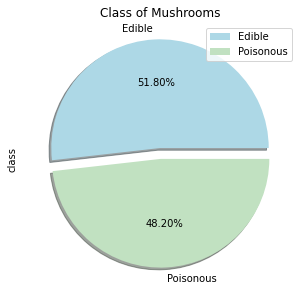 Class of Mushrooms
Edible
Edible
Poisonous
51.80%
class
48.20%
Poisonous